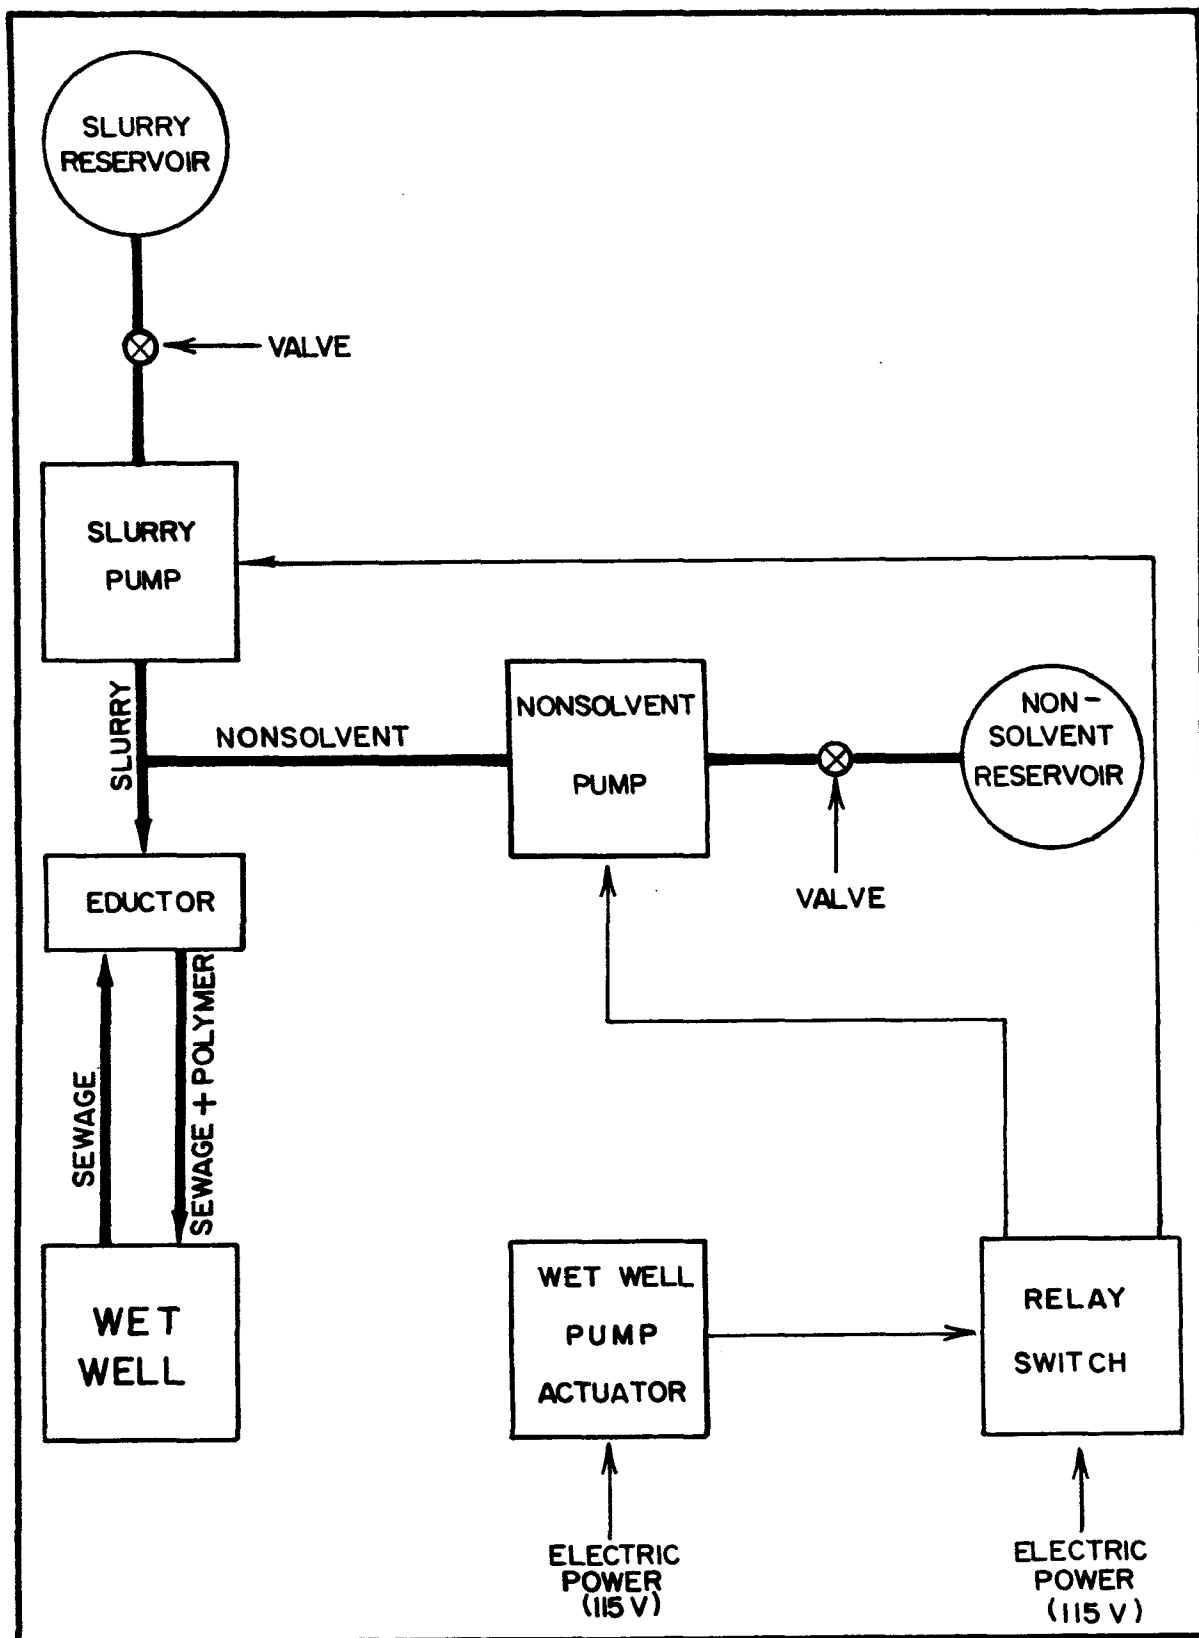 SLURRY
RESERVOIR
VALVE
SLURRY
PUMP
SLURRY
NONSOLVENT
NONSOLVENT
PUMP
NON-
SOLVENT
RESERVOIR
VALVE
EDUCTOR
SEWAGE
SEWAGE + POLYMER
WET
WELL
WET WELL
PUMP
ACTUATOR
RELAY
SWITCH
ELECTRIC
POWER
(115 V)
ELECTRIC
POWER
(115 V)